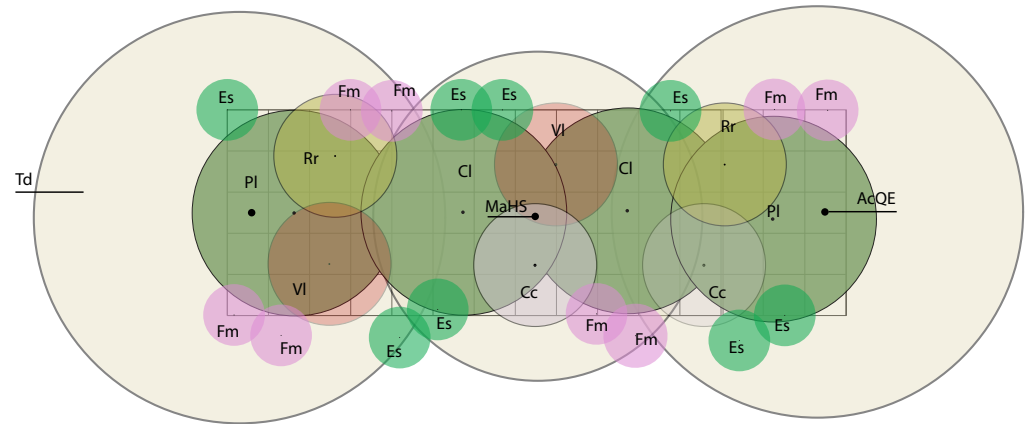 Fm Fm Es Es Es Es Fm Fm
Rr Vl Rr
Pl Cl Cl
Td
MaHS Pl AcQE
Vl Cc Cc
Fm Es Fm Es
Fm Es Fm Es